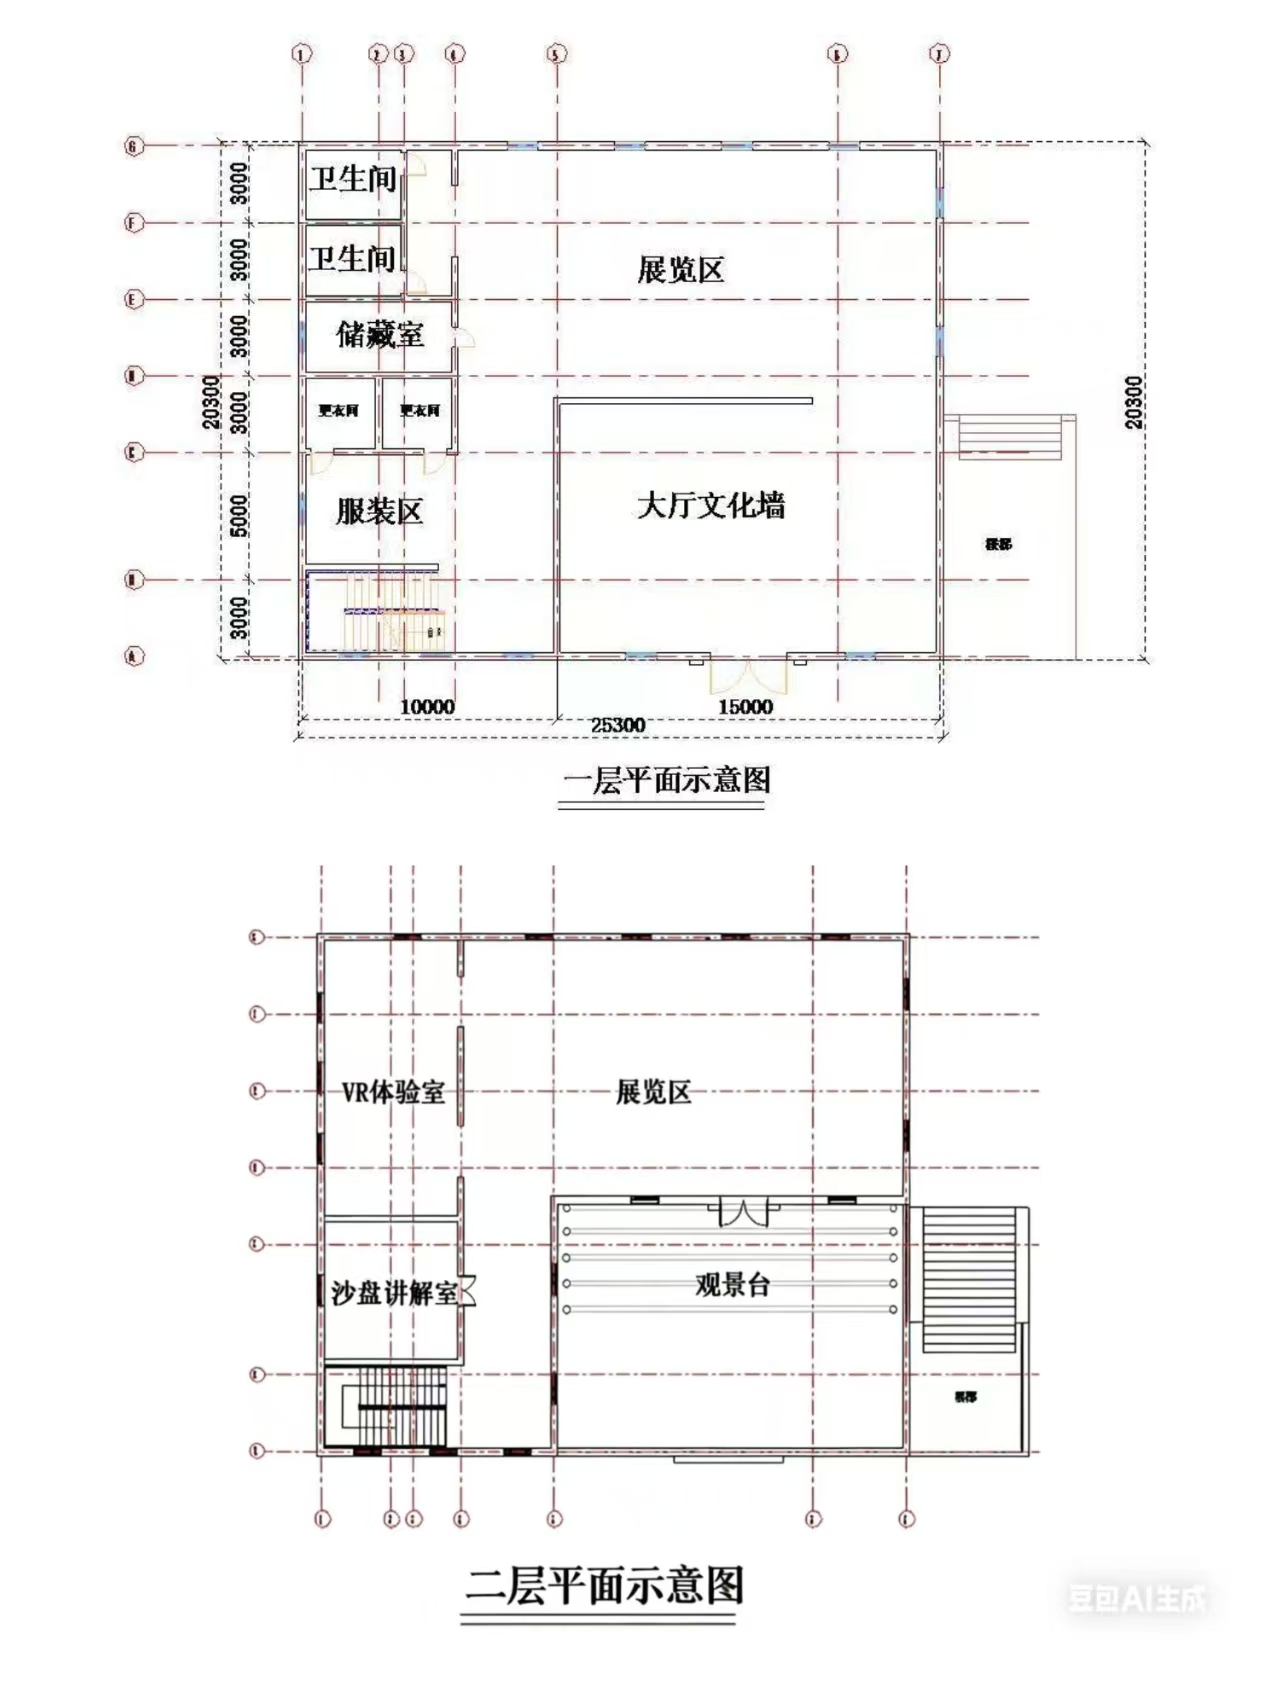 1 2 3 4 5 6 7
G
F
E
C
A
3000
3000
3000
3000
5000
3000
20300
20300
卫生间
卫生间
储藏室
更衣间 更衣间
服装区
展览区
大厅文化墙
楼梯
10000 15000
25300
一层平面示意图
VR体验室
展览区
沙盘讲解室
观景台
楼梯
二层平面示意图
豆包AI生成